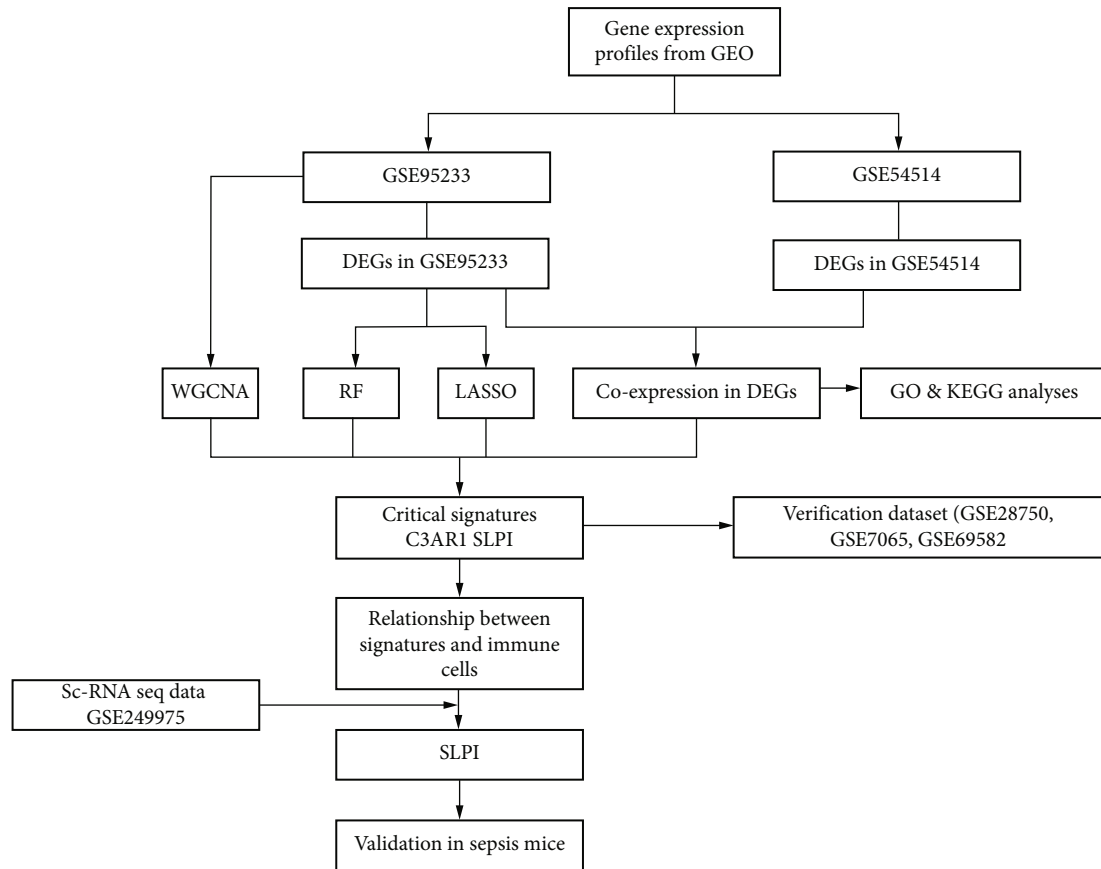 Gene expression
profiles from GEO
GSE95233
GSE54514
DEGs in GSE95233
DEGs in GSE54514
WGCNA
RF
LASSO
Co-expression in DEGs
GO & KEGG analyses
Critical signatures
C3AR1 SLPI
Verification dataset (GSE28750,
GSE7065, GSE69582
Relationship between
signatures and immune
cells
Sc-RNA seq data
GSE249975
SLPI
Validation in sepsis mice